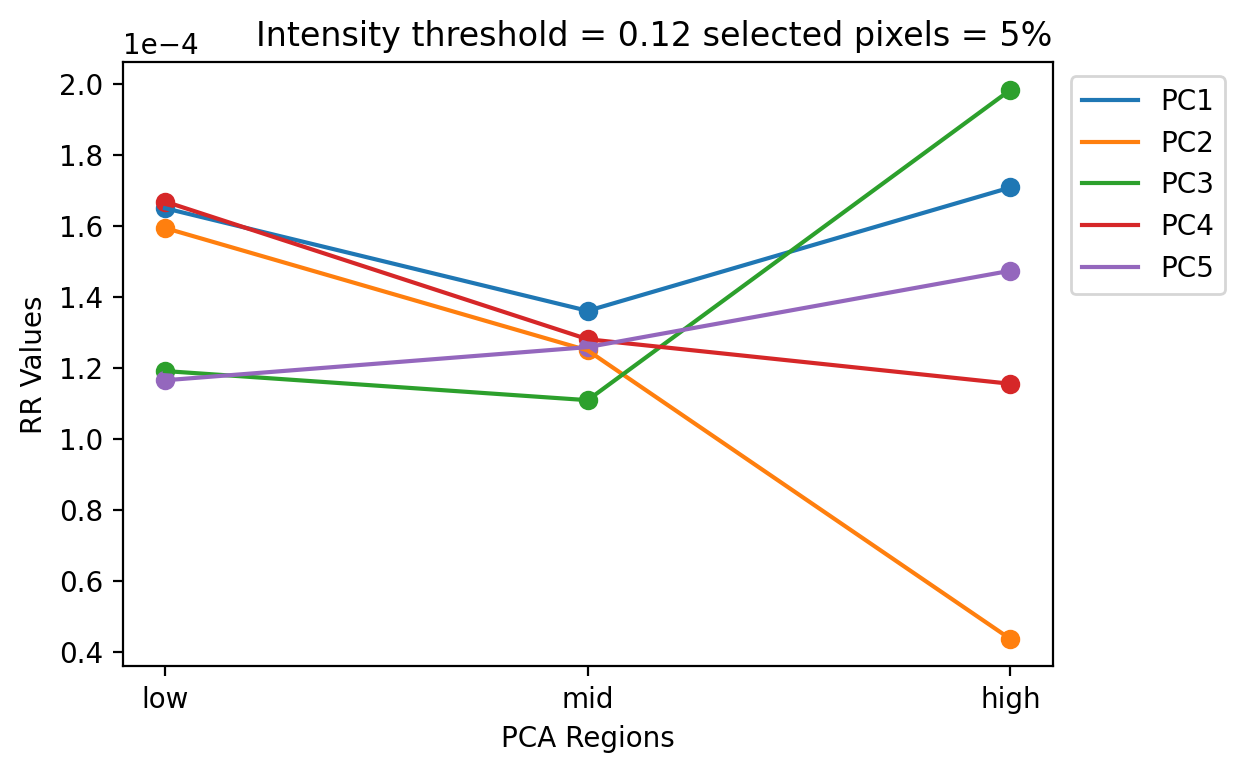 Intensity threshold = 0.12 selected pixels = 5%
1e−4
2.0
1.8
1.6
1.4
1.2
1.0
0.8
0.6
0.4
RR Values
low
mid
high
PCA Regions
PC1
PC2
PC3
PC4
PC5